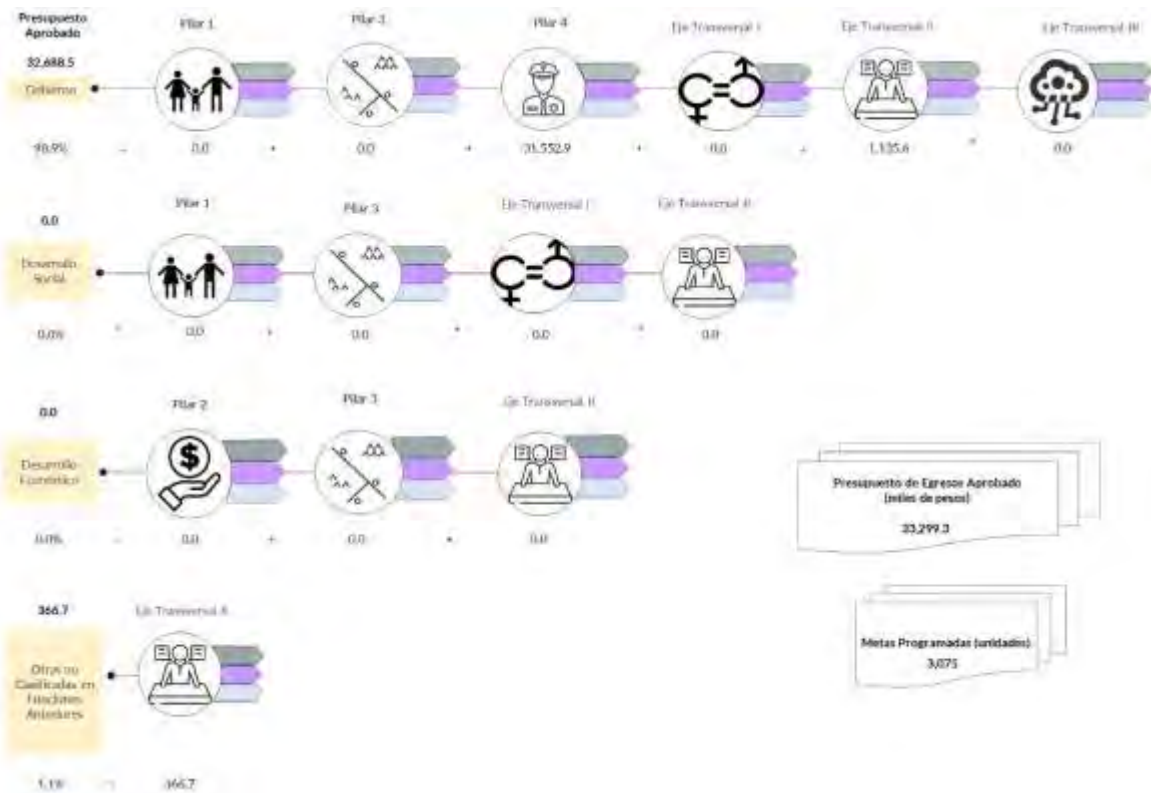 Presupuesto
Aprobado
Pilar 1
Pilar 3
Pilar 4
Eje Transversal I
Eje Transversal II
Eje Transversal III
32,688.5
Gobierno
98.9%
0.0
+
0.0
+
31,552.9
+
0.0
1,135.6
0.0
0.0
Pilar 1
Pilar 3
Eje Transversal I
Eje Transversal II
Desarrollo
Social
0.0%
0.0
+
0.0
+
0.0
+
0.0
0.0
Pilar 2
Pilar 3
Eje Transversal II
Desarrollo
Económico
0.0%
0.0
+
0.0
+
0.0
Presupuesto de Egresos Aprobado
(miles de pesos)
33,299.3
366.7
Eje Transversal II
Otras no
Clasificadas en
Funciones
Anteriores
1.1%
366.7
Metas Programadas (unidades)
3,075